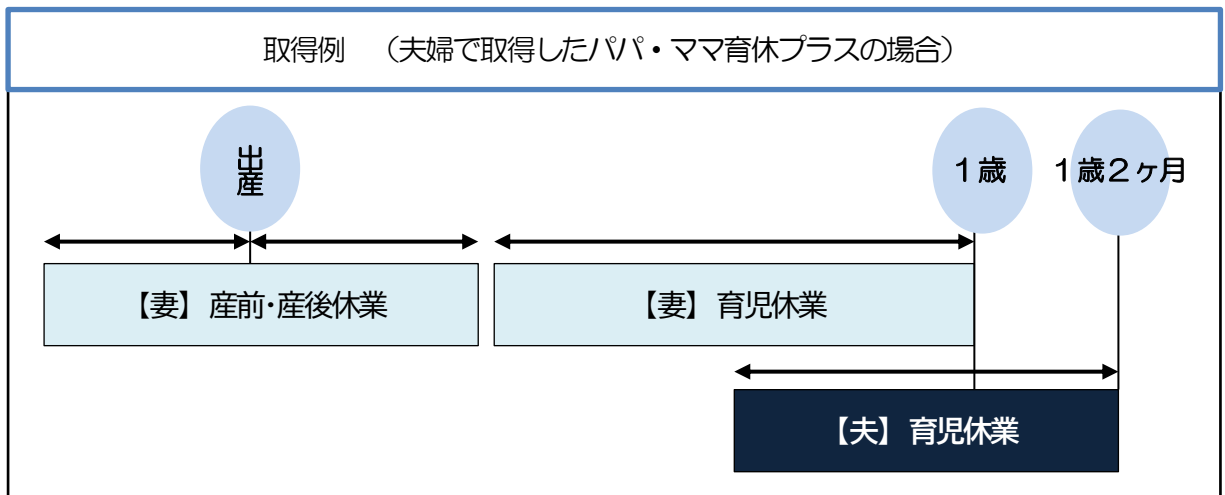 取得例　（夫婦で取得したパパ・ママ育休プラスの場合）
出産
1歳
1歳2ヶ月
【妻】産前・産後休業
【妻】育児休業
【夫】育児休業